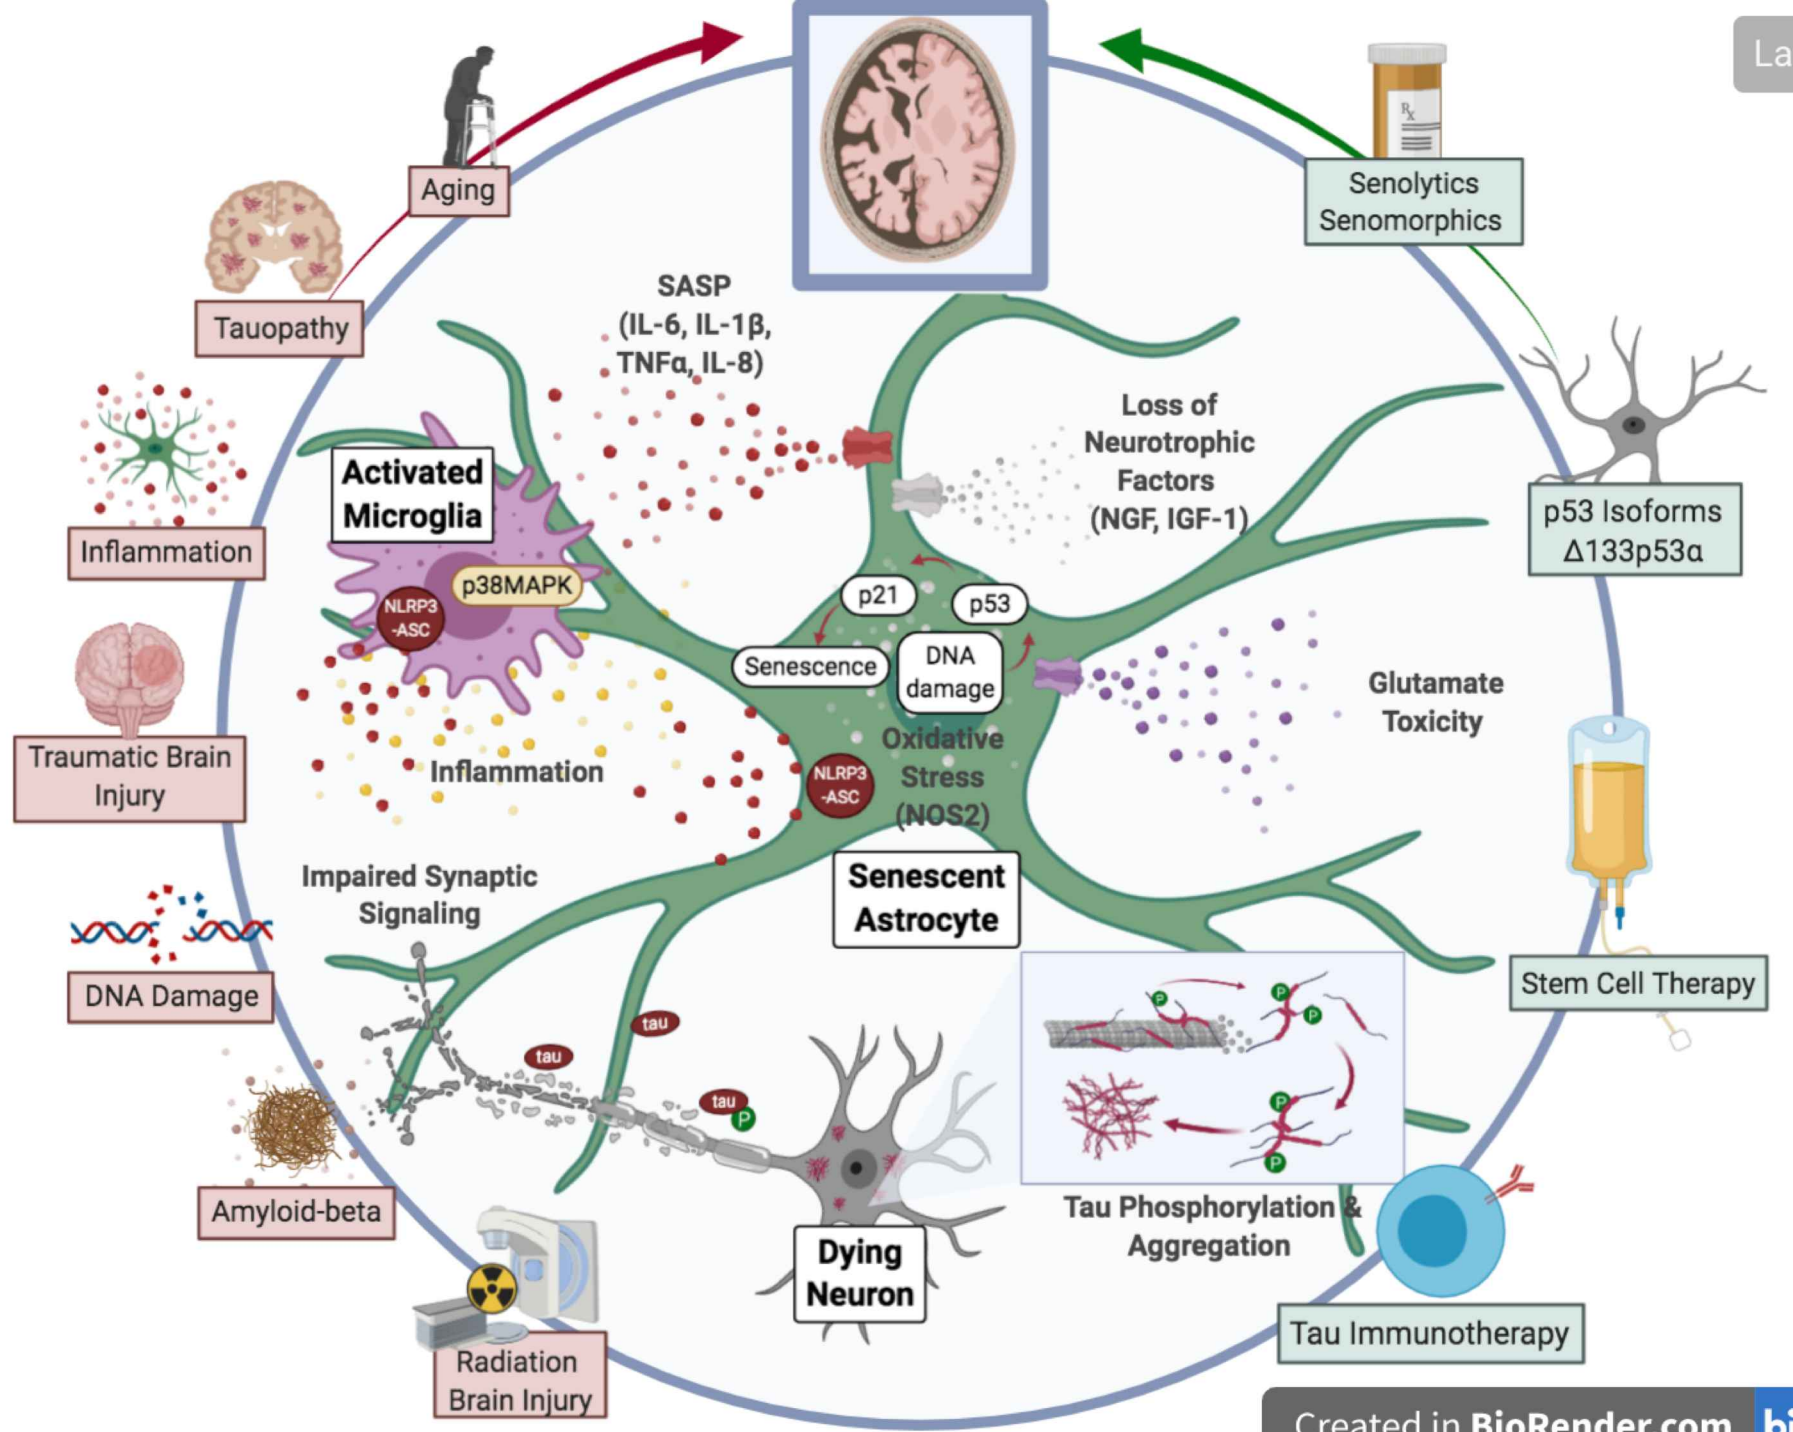 La
Aging
Senolytics
Senomorphics
Tauopathy
SASP
(IL-6, IL-1β,
TNFα, IL-8)
Loss of
Neurotrophic
Factors
(NGF, IGF-1)
Activated
Microglia
p38MAPK
NLRP3
-ASC
Inflammation
p53 Isoforms
Δ133p53α
p21
p53
Senescence
DNA
damage
Glutamate
Toxicity
Traumatic Brain
Injury
Inflammation
Oxidative
Stress
(NOS2)
NLRP3
-ASC
Impaired Synaptic
Signaling
Senescent
Astrocyte
DNA Damage
Stem Cell Therapy
tau
tau
tau
P
P
P
P
P
P
Amyloid-beta
Tau Phosphorylation &
Aggregation
Dying
Neuron
Tau Immunotherapy
Radiation
Brain Injury
Rx
Created in BioRender.com bi